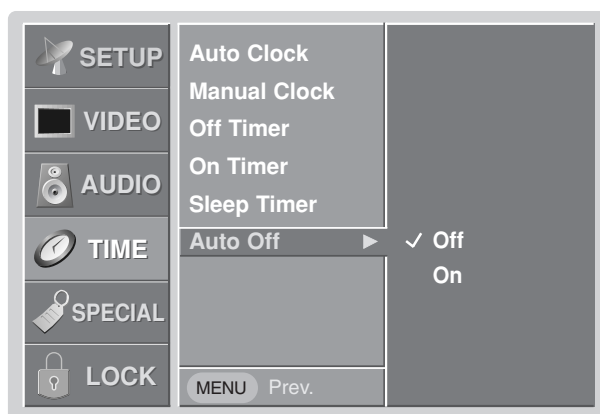 SETUP
VIDEO
AUDIO
TIME
SPECIAL
LOCK
Auto Clock
Manual Clock
Off Timer
On Timer
Sleep Timer
Auto Off ►
MENU Prev.
✓ Off
On